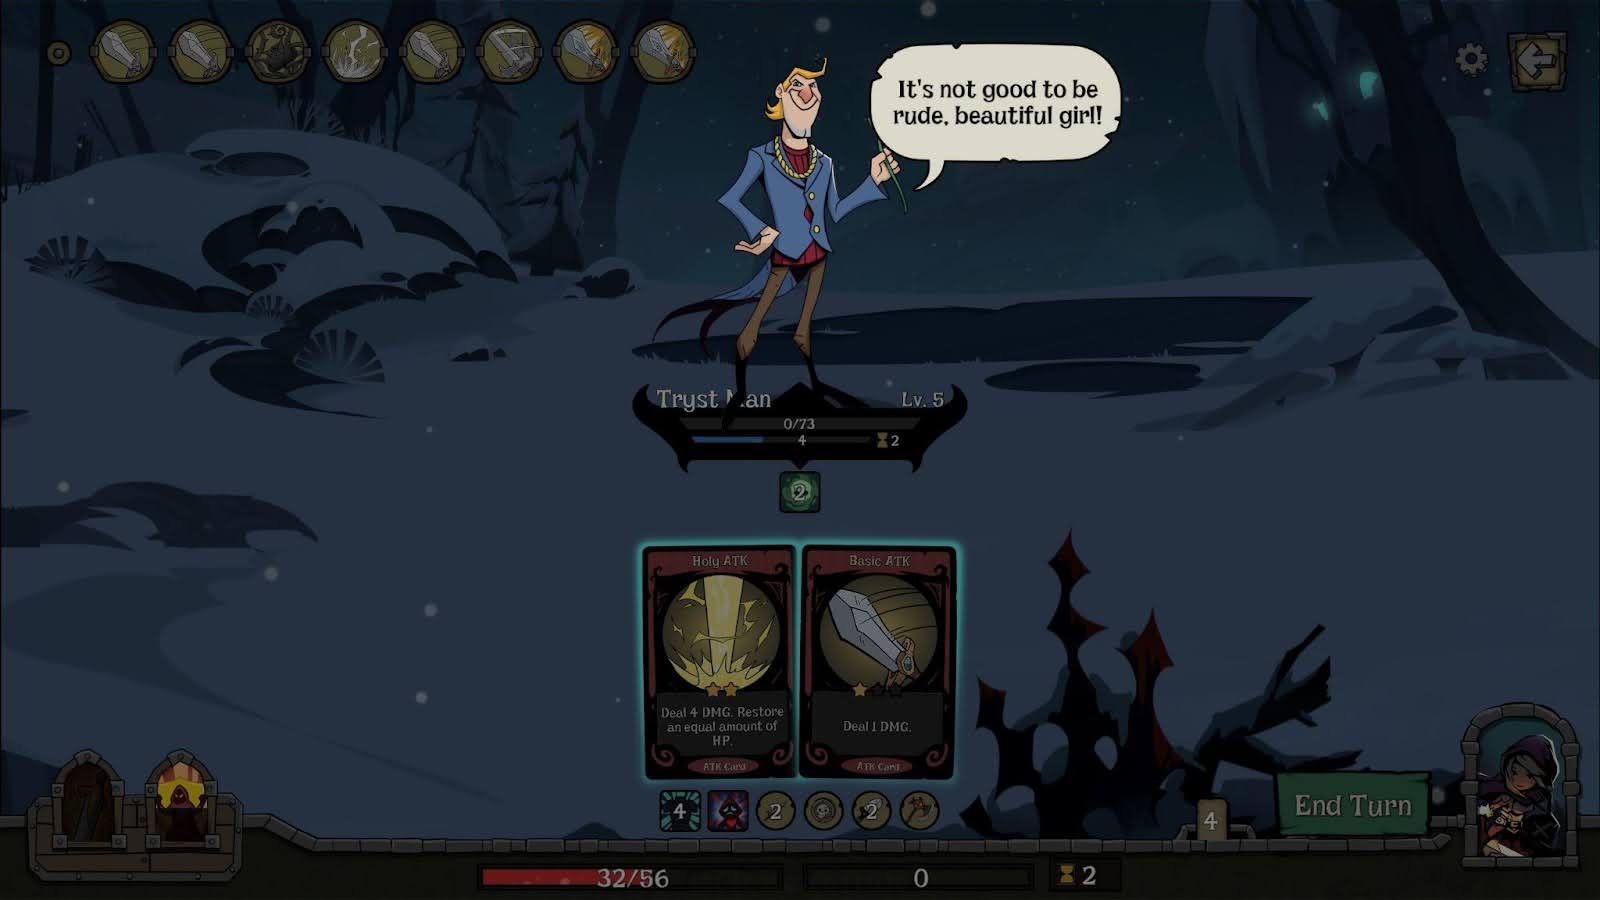 It's not good to be
rude, beautiful girl!
Tryst Man
Lv. 5
0/73
4
2
2
Holy ATK
Deal 4 DMG. Restore
an equal amount of
HP.
ATK Card
Basic ATK
Deal 1 DMG.
ATK Card
4
2
2
4
End Turn
32/56
0
2